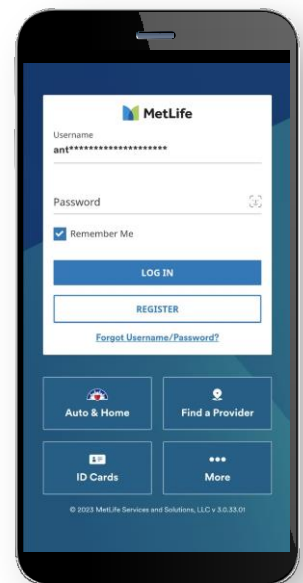 MetLife
Username
ant********************
Password
Remember Me
LOG IN
REGISTER
Forgot Username/Password?
Auto & Home
Find a Provider
ID Cards
More
© 2023 MetLife Services and Solutions, LLC v 3.0.33.01